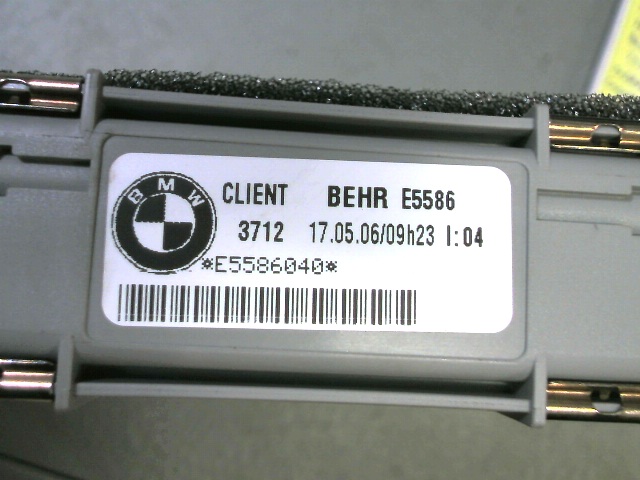 BMW
CLIENT BEHR E5586
3712 17.05.06/09h23 I:04
*E5586040*